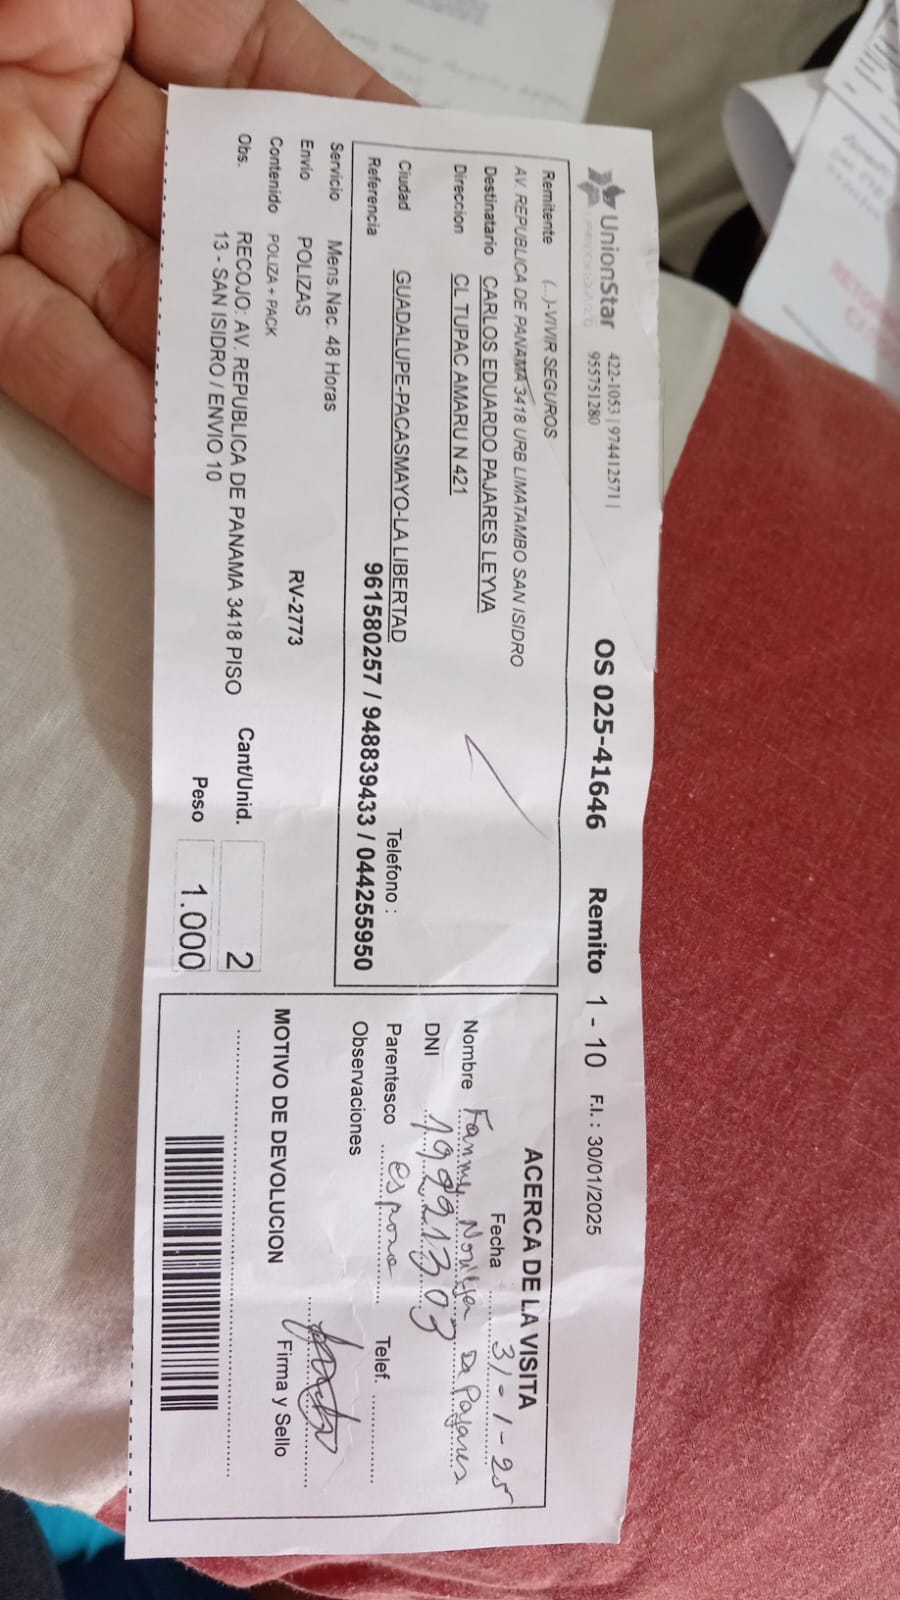 UnionStar 422-1053 | 974412571 |
955751280
OS 025-41646 Remito 1 - 10 F.I.: 30/01/2025
Remitente (...)-VIVIR SEGUROS
AV. REPUBLICA DE PANAMA 3418 URB LIMATAMBO SAN ISIDRO
Destinatario CARLOS EDUARDO PAJARES LEYVA
Direccion CL TUPAC AMARU N 421
Ciudad GUADALUPE-PACASMAYO-LA LIBERTAD Telefono :
Referencia 961580257 / 948839433 / 044255950
Servicio Mens.Nac. 48 Horas
Envio POLIZAS RV-2773
Contenido POLIZA + PACK
Obs. RECOJO: AV. REPUBLICA DE PANAMA 3418 PISO
13 - SAN ISIDRO / ENVIO 10
Cant/Unid. 2
Peso 1.000
ACERCA DE LA VISITA
Fecha 31-1-25
Nombre Fanny De Pajares
DNI 19221303
Parentesco esposa Telef.
Observaciones
MOTIVO DE DEVOLUCION Firma y Sello